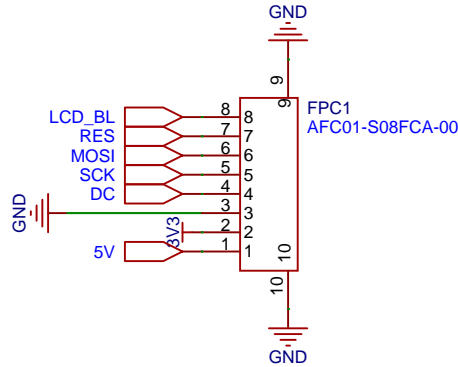 GND
9
9
FPC1
AFC01-S08FCA-00
LCD_BL 8 8
RES 7 7
MOSI 6 6
SCK 5 5
DC 4 4
GND 3 3
3V3 2 2
5V 1 1
10
10
GND